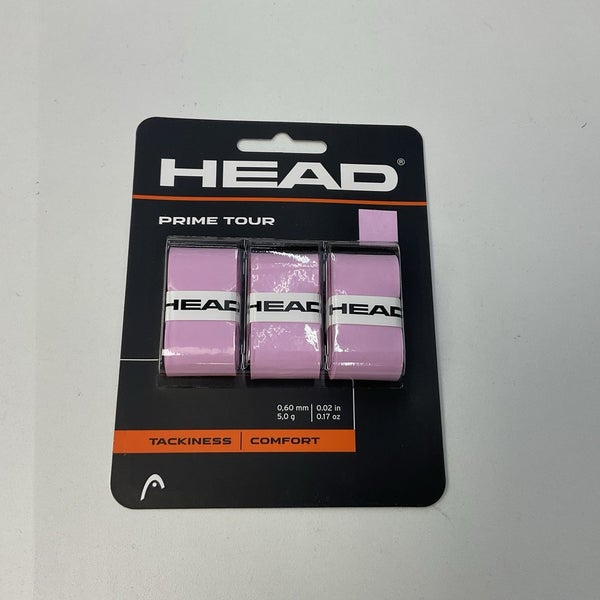 HEAD®
PRIME TOUR
HEAD HEAD HEAD
0,60 mm | 0.02 in
5,0 g | 0.17 oz
TACKINESS | COMFORT